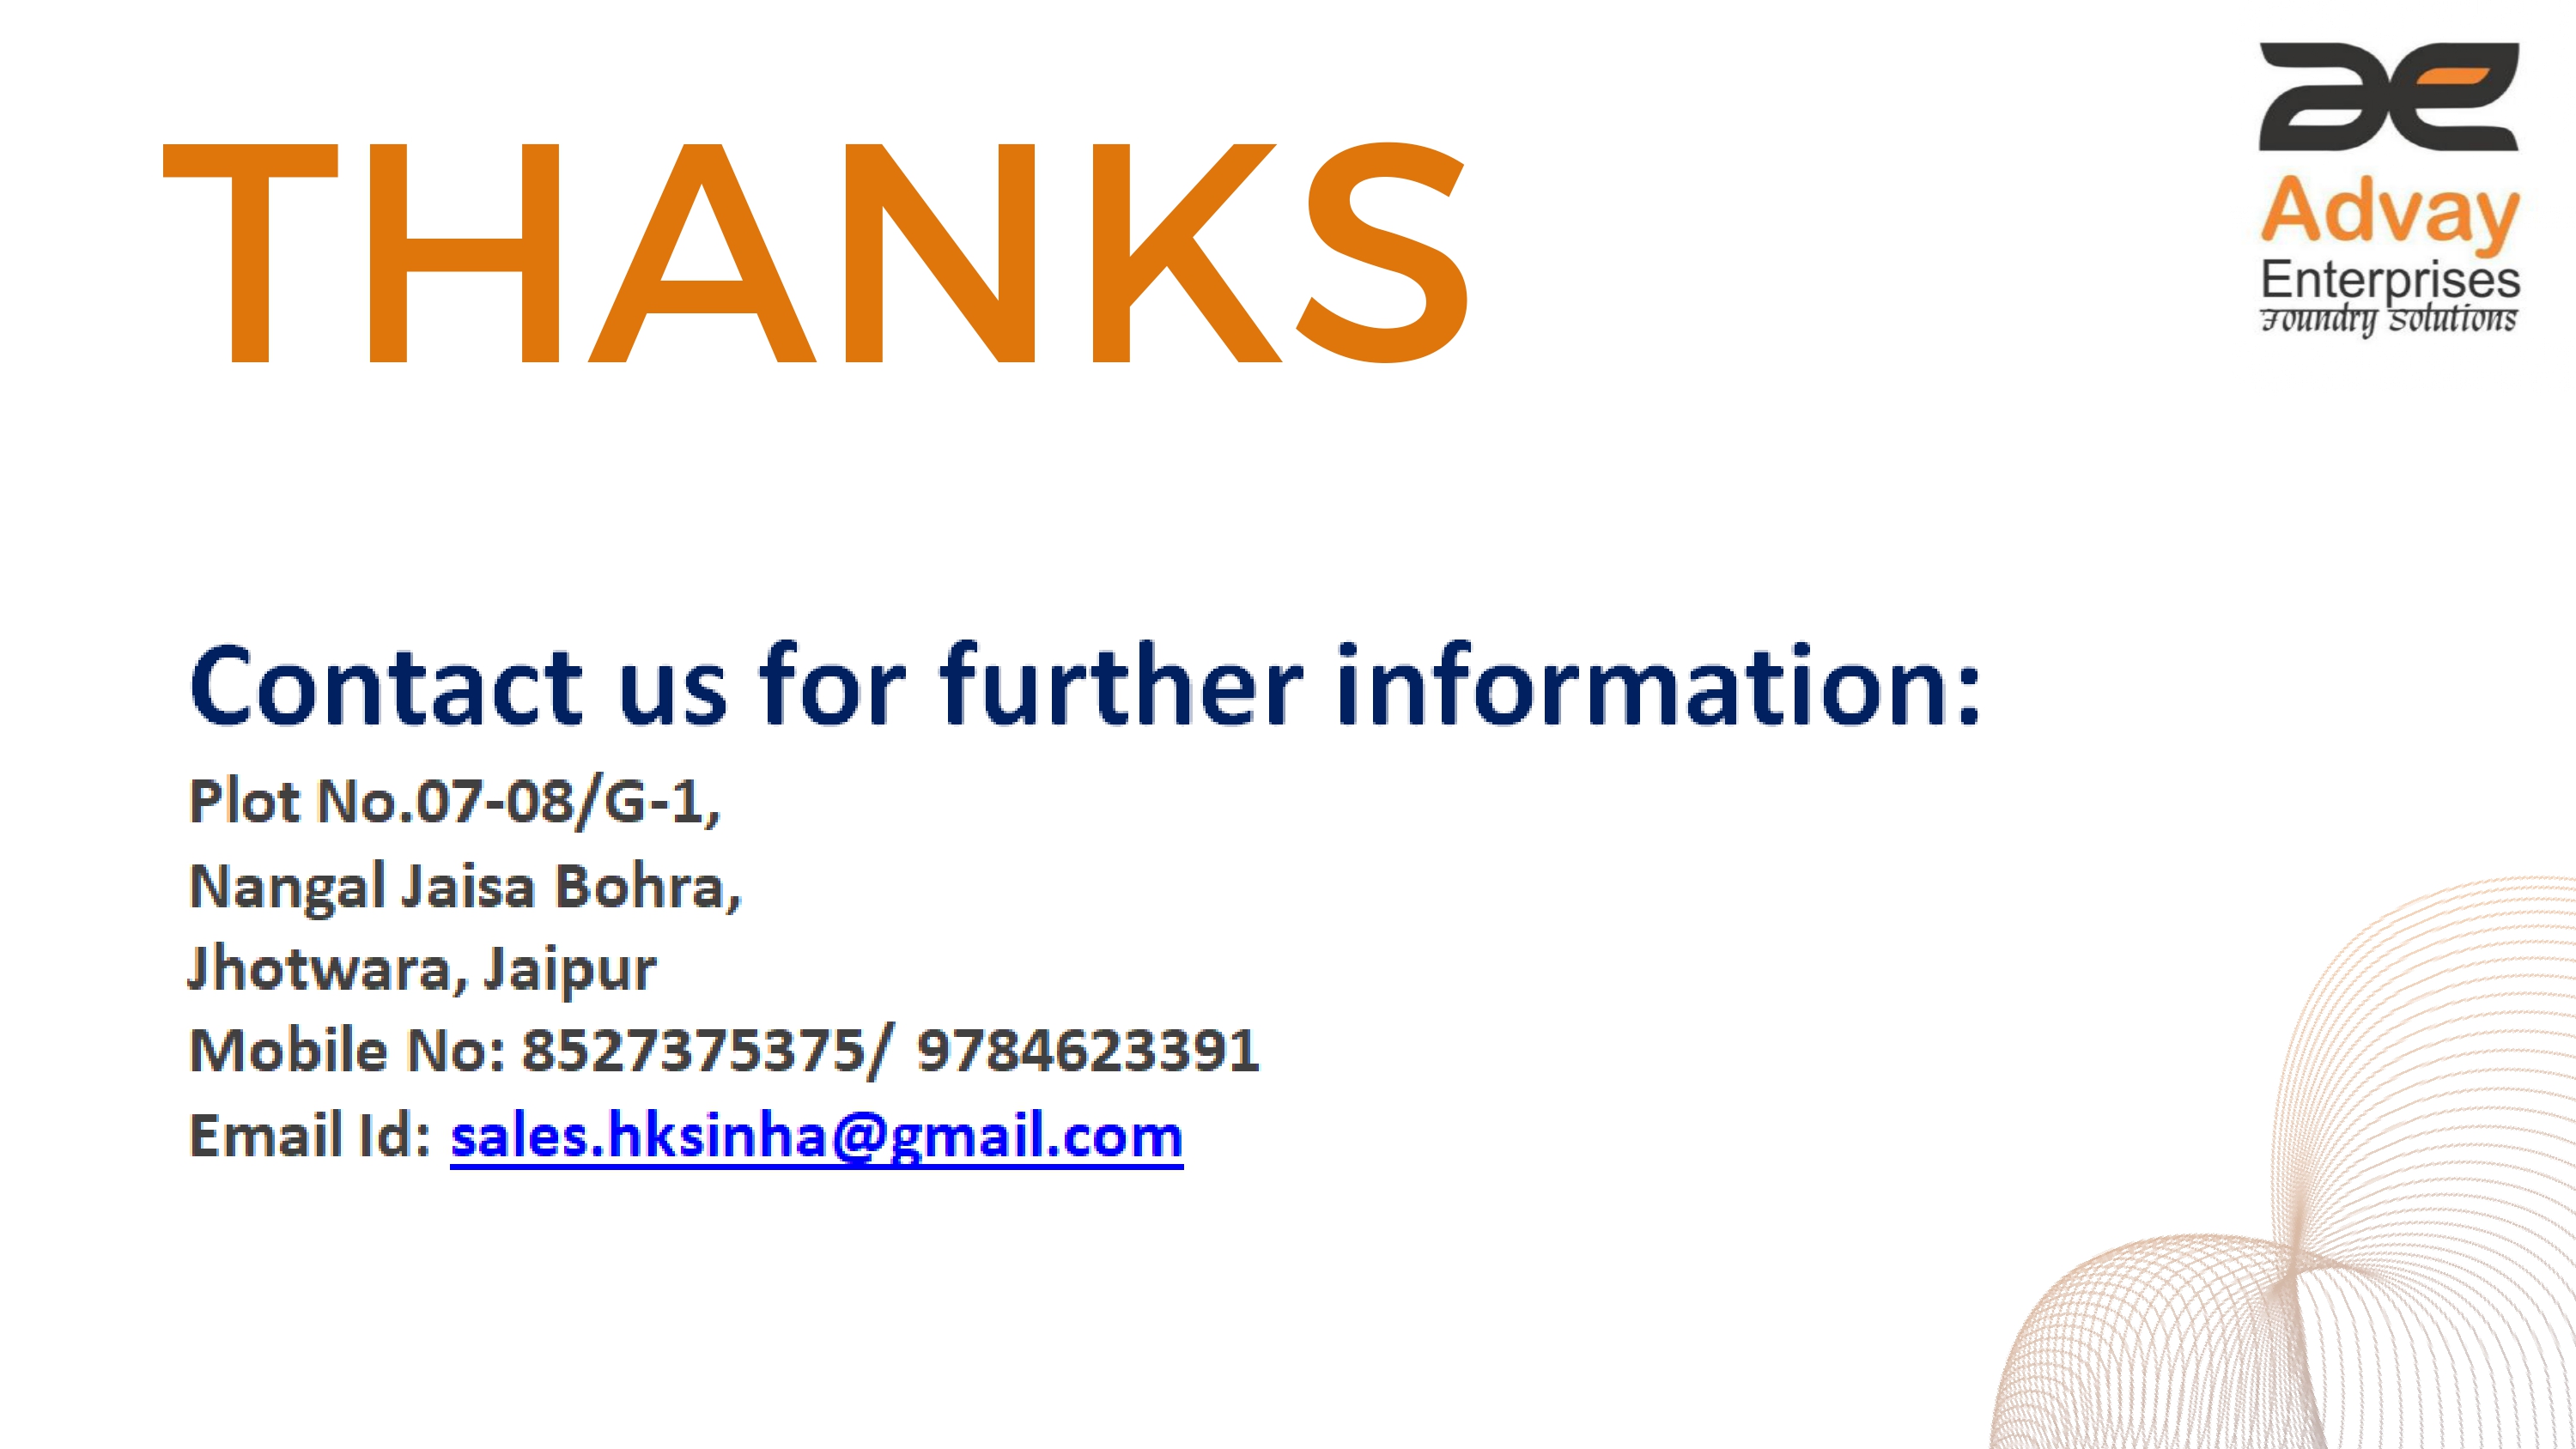 THANKS
ae
Advay
Enterprises
Foundry Solutions
Contact us for further information:
Plot No.07-08/G-1,
Nangal Jaisa Bohra,
Jhotwara, Jaipur
Mobile No: 8527375375/ 9784623391
Email Id: sales.hksinha@gmail.com